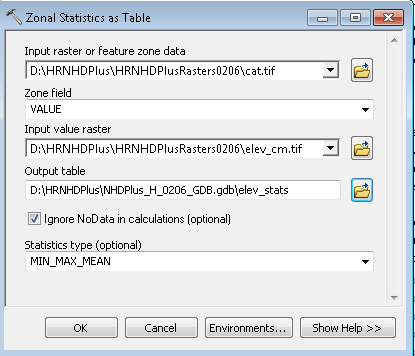 Zonal Statistics as Table
Input raster or feature zone data
D:\HRNHDPlus\HRNHDPlusRasters0206\cat.tif
Zone field
VALUE
Input value raster
D:\HRNHDPlus\HRNHDPlusRasters0206\elev_cm.tif
Output table
D:\HRNHDPlus\NHDPlus_H_0206_GDB.gdb\elev_stats
Ignore NoData in calculations (optional)
Statistics type (optional)
MIN_MAX_MEAN
OK Cancel Environments... Show Help >>